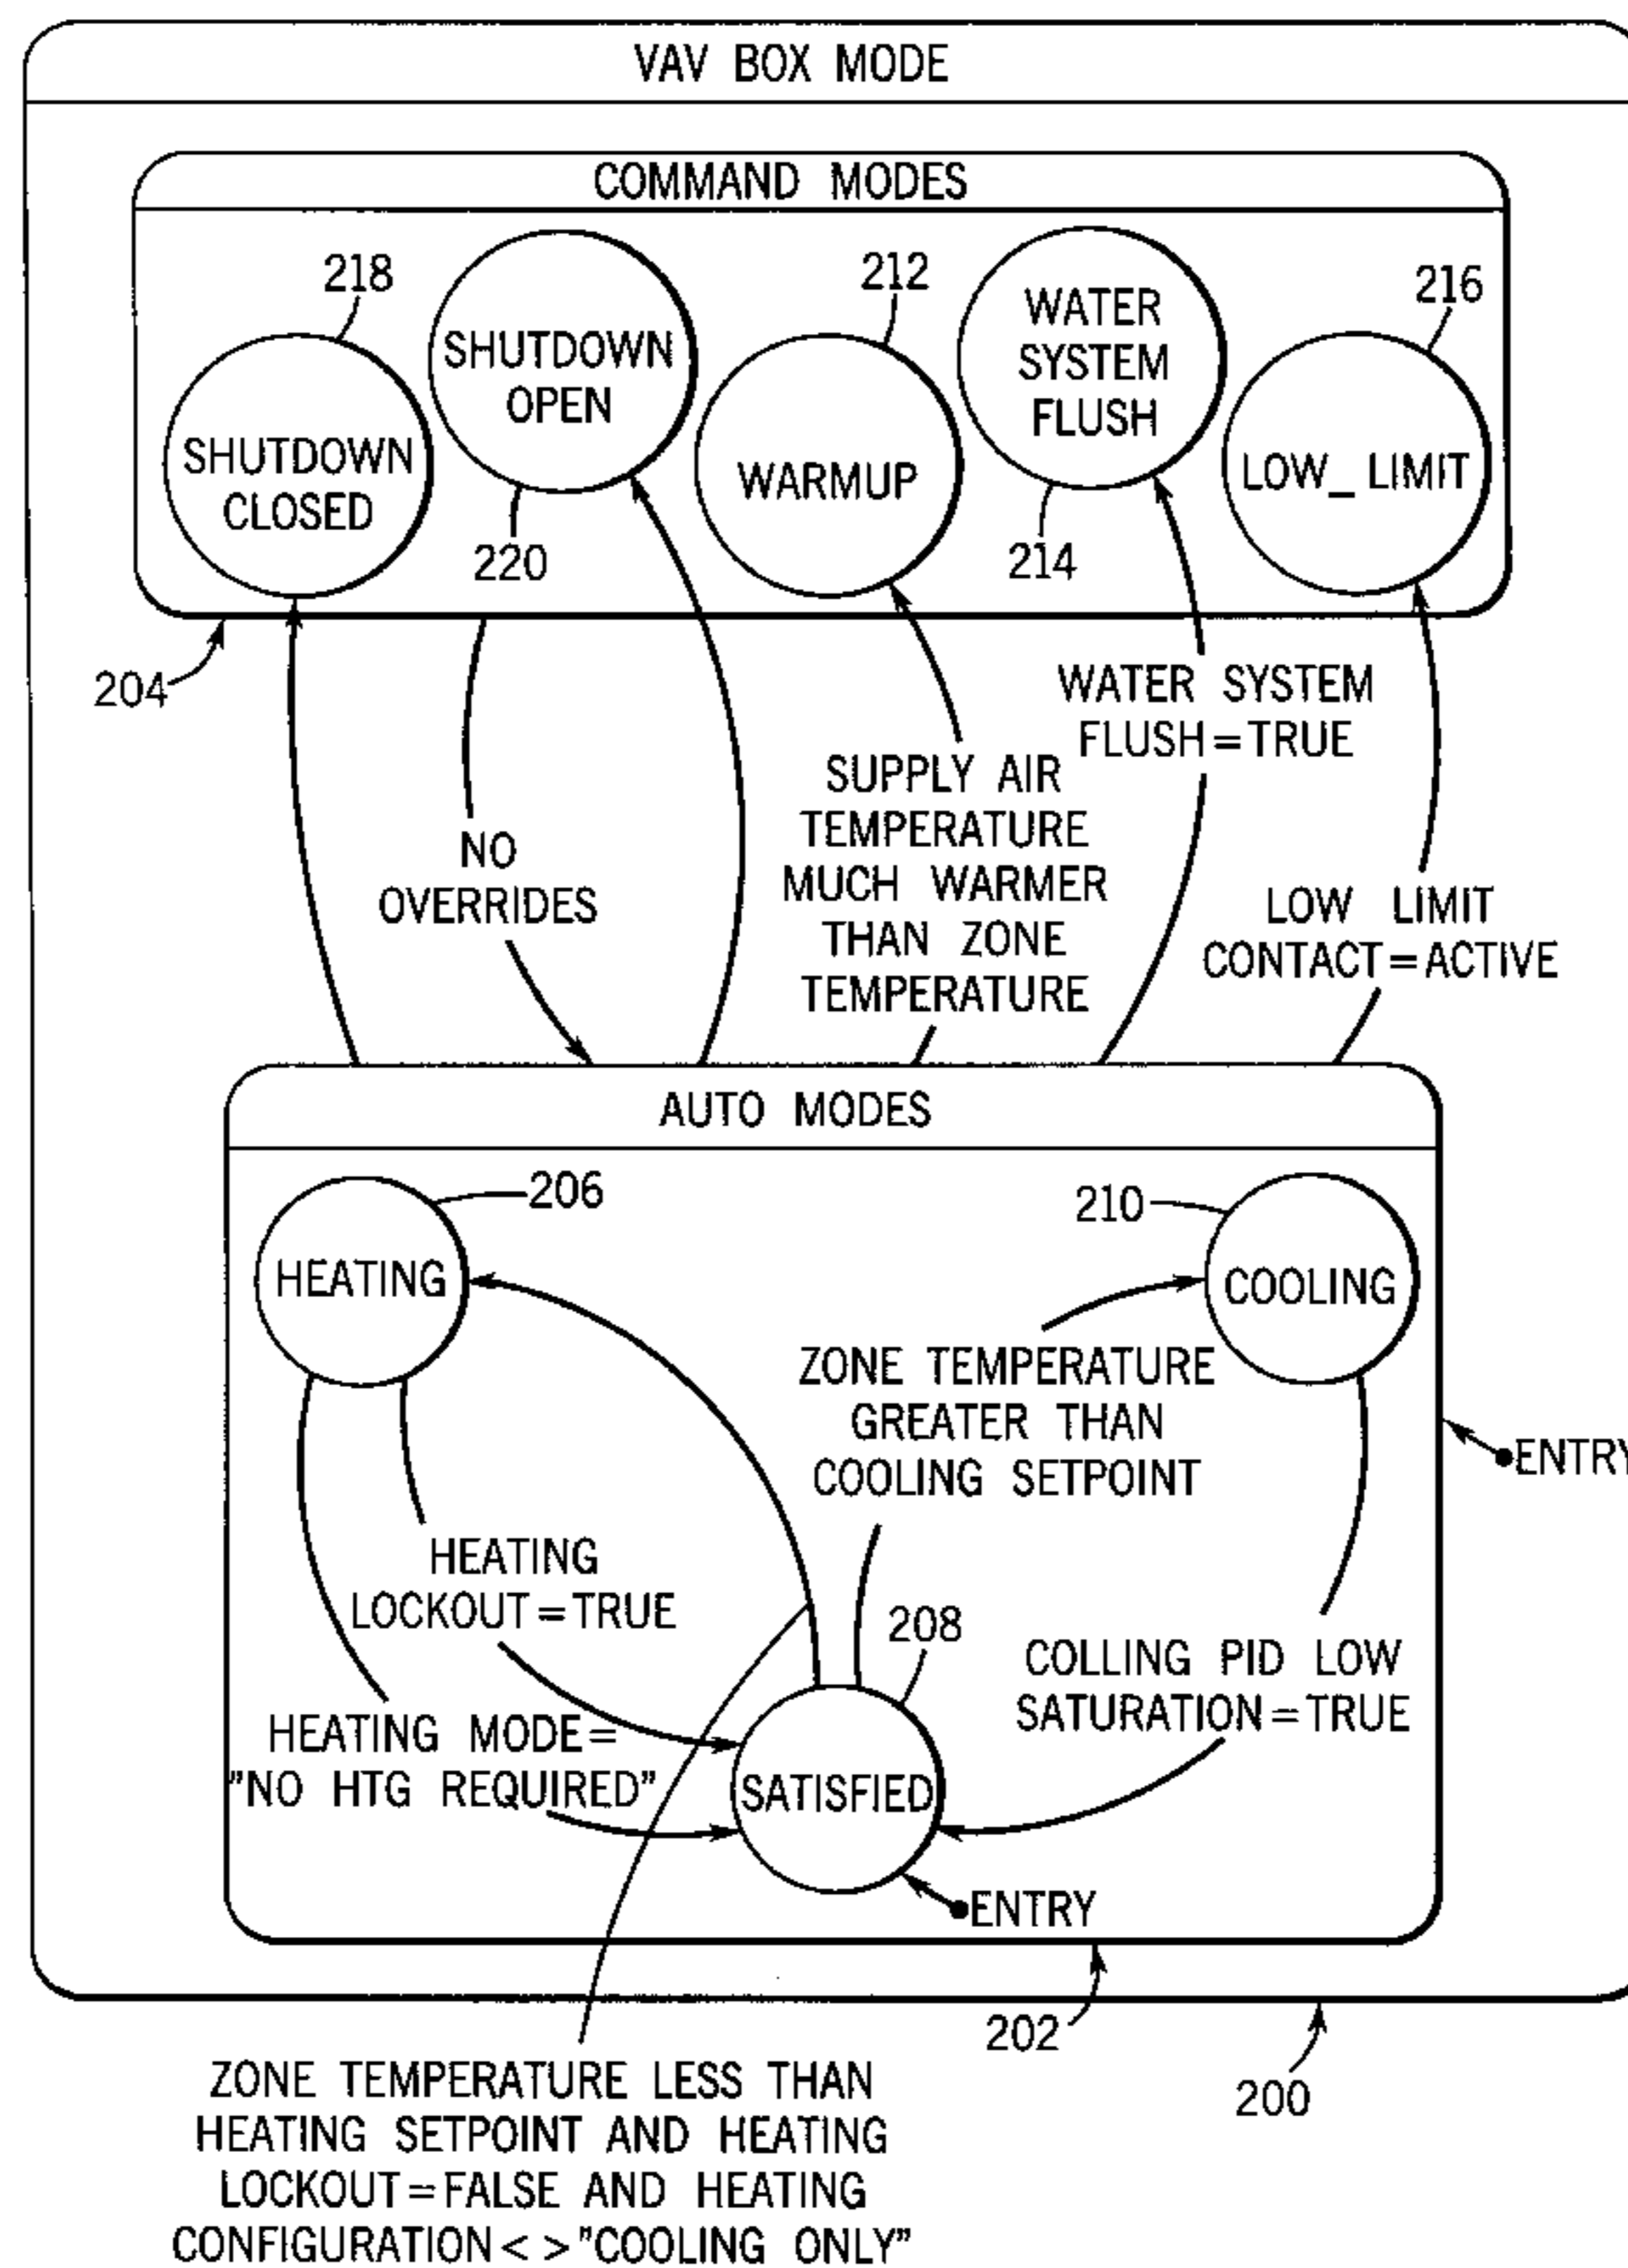 VAV BOX MODE
COMMAND MODES
218
212
216
SHUTDOWN
OPEN
WATER
SYSTEM
FLUSH
SHUTDOWN
CLOSED
WARMUP
LOW_ LIMIT
220
214
204
WATER SYSTEM
FLUSH=TRUE
SUPPLY AIR
TEMPERATURE
MUCH WARMER
THAN ZONE
TEMPERATURE
NO
OVERRIDES
LOW LIMIT
CONTACT=ACTIVE
AUTO MODES
206
210
HEATING
COOLING
ZONE TEMPERATURE
GREATER THAN
COOLING SETPOINT
ENTRY
HEATING
LOCKOUT=TRUE
208
COLLING PID LOW
SATURATION=TRUE
HEATING MODE=
"NO HTG REQUIRED"
SATISFIED
ENTRY
202
200
ZONE TEMPERATURE LESS THAN
HEATING SETPOINT AND HEATING
LOCKOUT=FALSE AND HEATING
CONFIGURATION< >"COOLING ONLY"